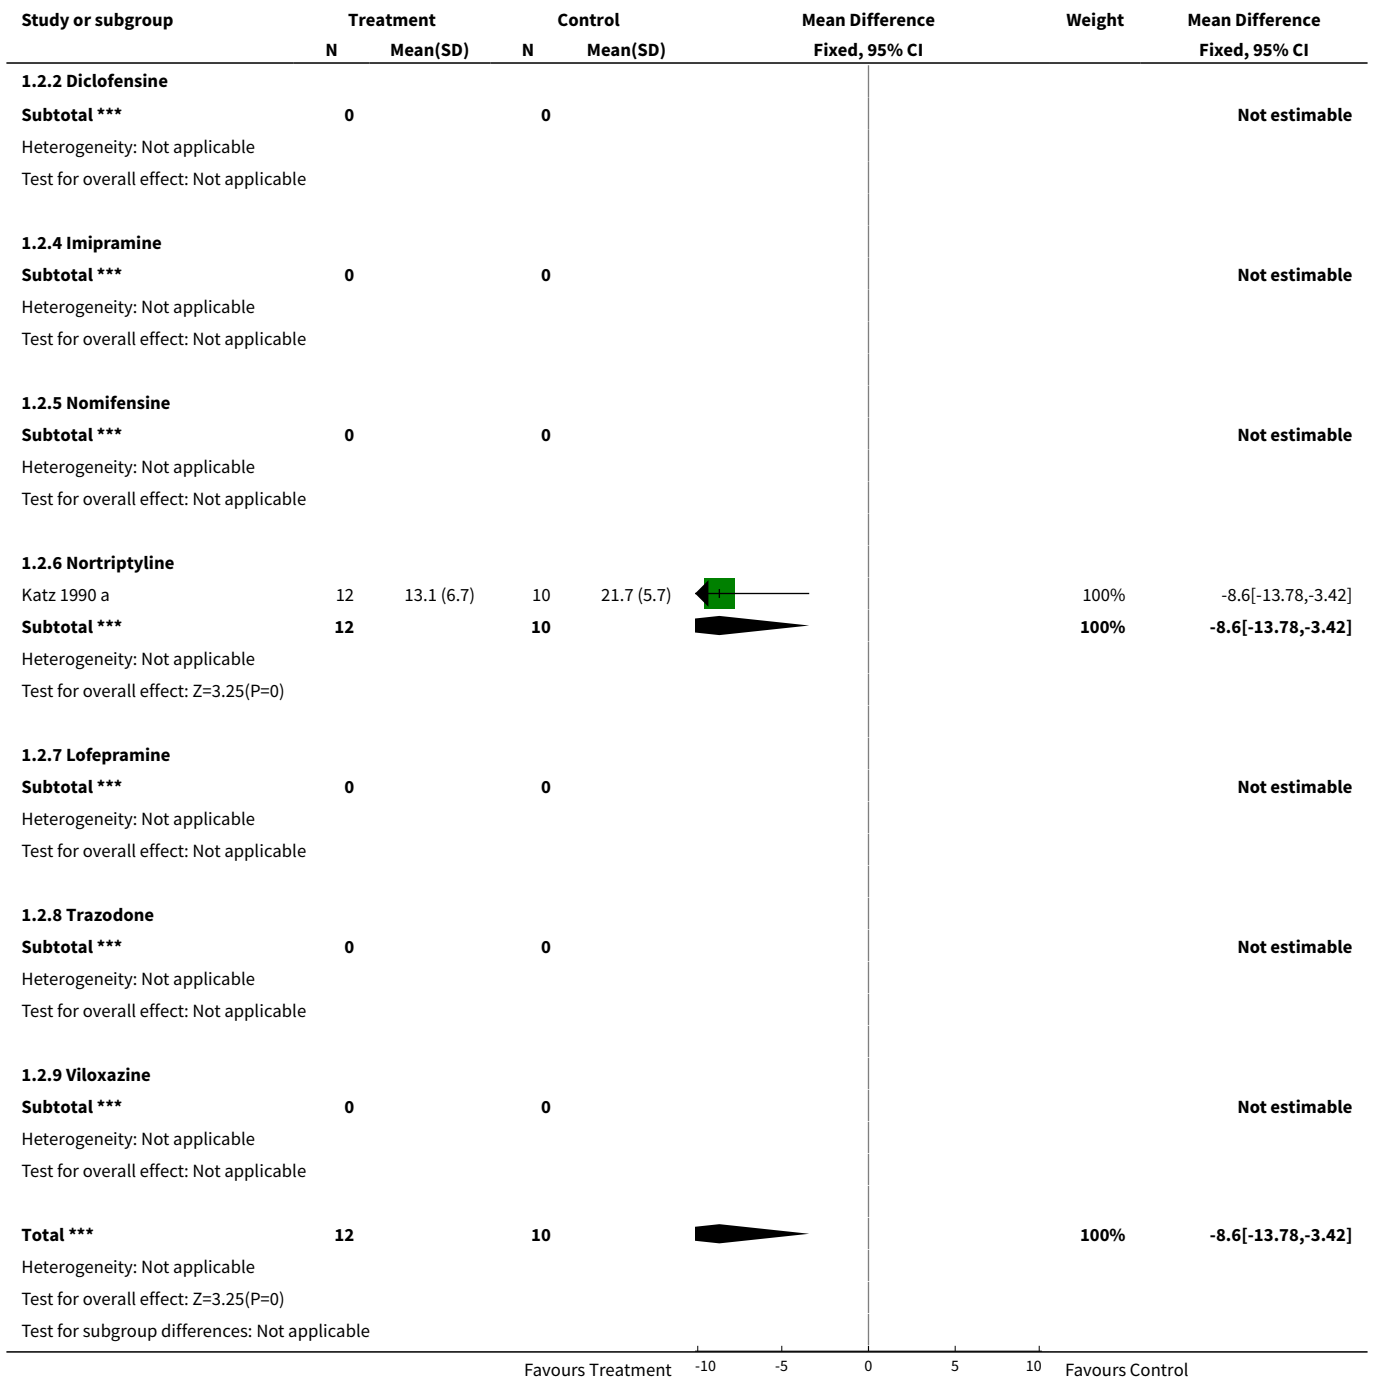 Study or subgroup Treatment Control Mean Difference Weight Mean Difference
N Mean(SD) N Mean(SD) Fixed, 95% CI Fixed, 95% CI
1.2.2 Diclofensine
Subtotal *** 0 0 Not estimable
Heterogeneity: Not applicable
Test for overall effect: Not applicable
1.2.4 Imipramine
Subtotal *** 0 0 Not estimable
Heterogeneity: Not applicable
Test for overall effect: Not applicable
1.2.5 Nomifensine
Subtotal *** 0 0 Not estimable
Heterogeneity: Not applicable
Test for overall effect: Not applicable
1.2.6 Nortriptyline
Katz 1990 a 12 13.1 (6.7) 10 21.7 (5.7) 100% -8.6[-13.78,-3.42]
Subtotal *** 12 10 100% -8.6[-13.78,-3.42]
Heterogeneity: Not applicable
Test for overall effect: Z=3.25(P=0)
1.2.7 Lofepramine
Subtotal *** 0 0 Not estimable
Heterogeneity: Not applicable
Test for overall effect: Not applicable
1.2.8 Trazodone
Subtotal *** 0 0 Not estimable
Heterogeneity: Not applicable
Test for overall effect: Not applicable
1.2.9 Viloxazine
Subtotal *** 0 0 Not estimable
Heterogeneity: Not applicable
Test for overall effect: Not applicable
Total *** 12 10 100% -8.6[-13.78,-3.42]
Heterogeneity: Not applicable
Test for overall effect: Z=3.25(P=0)
Test for subgroup differences: Not applicable
Favours Treatment -10 -5 0 5 10 Favours Control